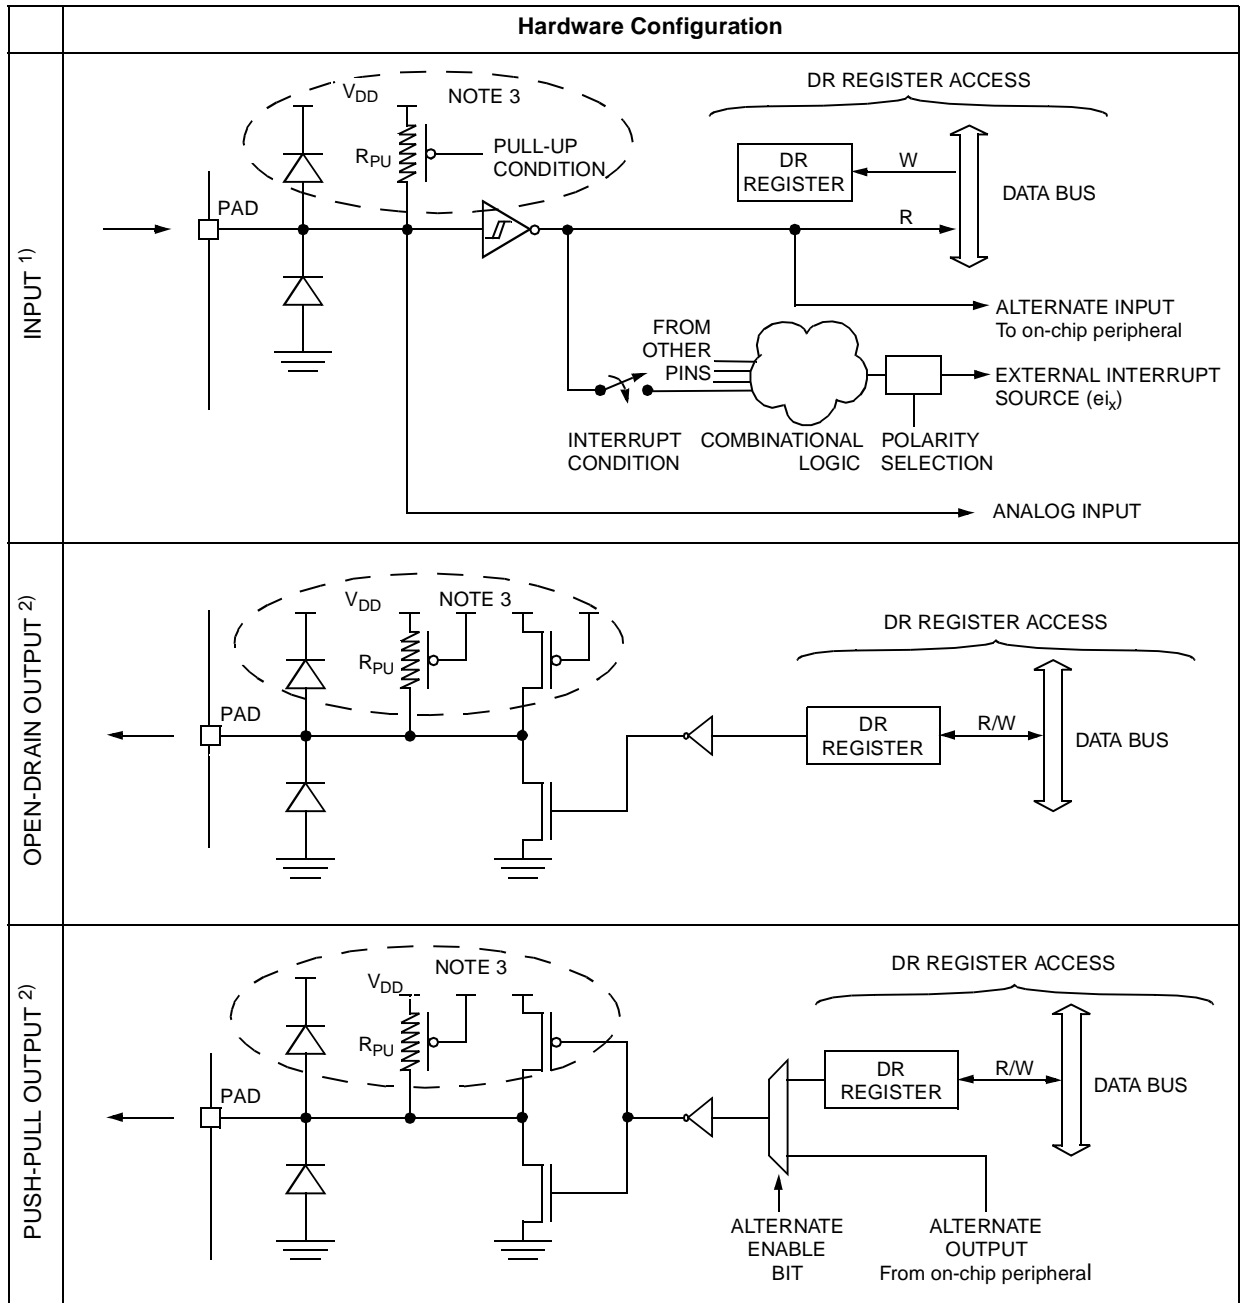 Hardware Configuration
INPUT 1)
V_DD
NOTE 3
R_PU
PULL-UP
CONDITION
PAD
DR REGISTER ACCESS
DR
REGISTER
W
R
DATA BUS
ALTERNATE INPUT
To on-chip peripheral
FROM
OTHER
PINS
EXTERNAL INTERRUPT
SOURCE (ei_x)
INTERRUPT
CONDITION
COMBINATIONAL
LOGIC
POLARITY
SELECTION
ANALOG INPUT
OPEN-DRAIN OUTPUT 2)
V_DD
NOTE 3
R_PU
PAD
DR REGISTER ACCESS
DR
REGISTER
R/W
DATA BUS
PUSH-PULL OUTPUT 2)
V_DD
NOTE 3
R_PU
PAD
DR REGISTER ACCESS
DR
REGISTER
R/W
DATA BUS
ALTERNATE
ENABLE
BIT
ALTERNATE
OUTPUT
From on-chip peripheral